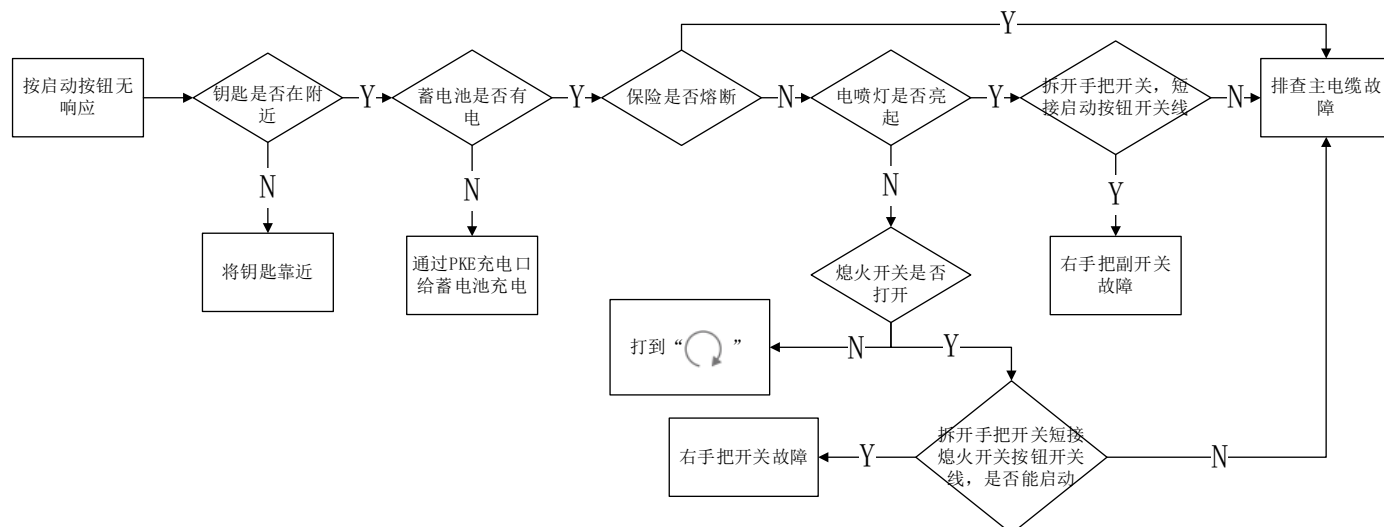 Y
按启动按钮无
响应
钥匙是否在附
近
Y
蓄电池是否有
电
Y
保险是否熔断
N
电喷灯是否亮
起
Y
拆开手把开关，短
接启动按钮开关线
N
排查主电缆故
障
N
N
N
Y
将钥匙靠近
通过PKE充电口
给蓄电池充电
熄火开关是否
打开
右手把副开关
故障
打到“ ”
N
Y
右手把开关故障
Y
拆开手把开关短接
熄火开关按钮开关
线，是否能启动
N